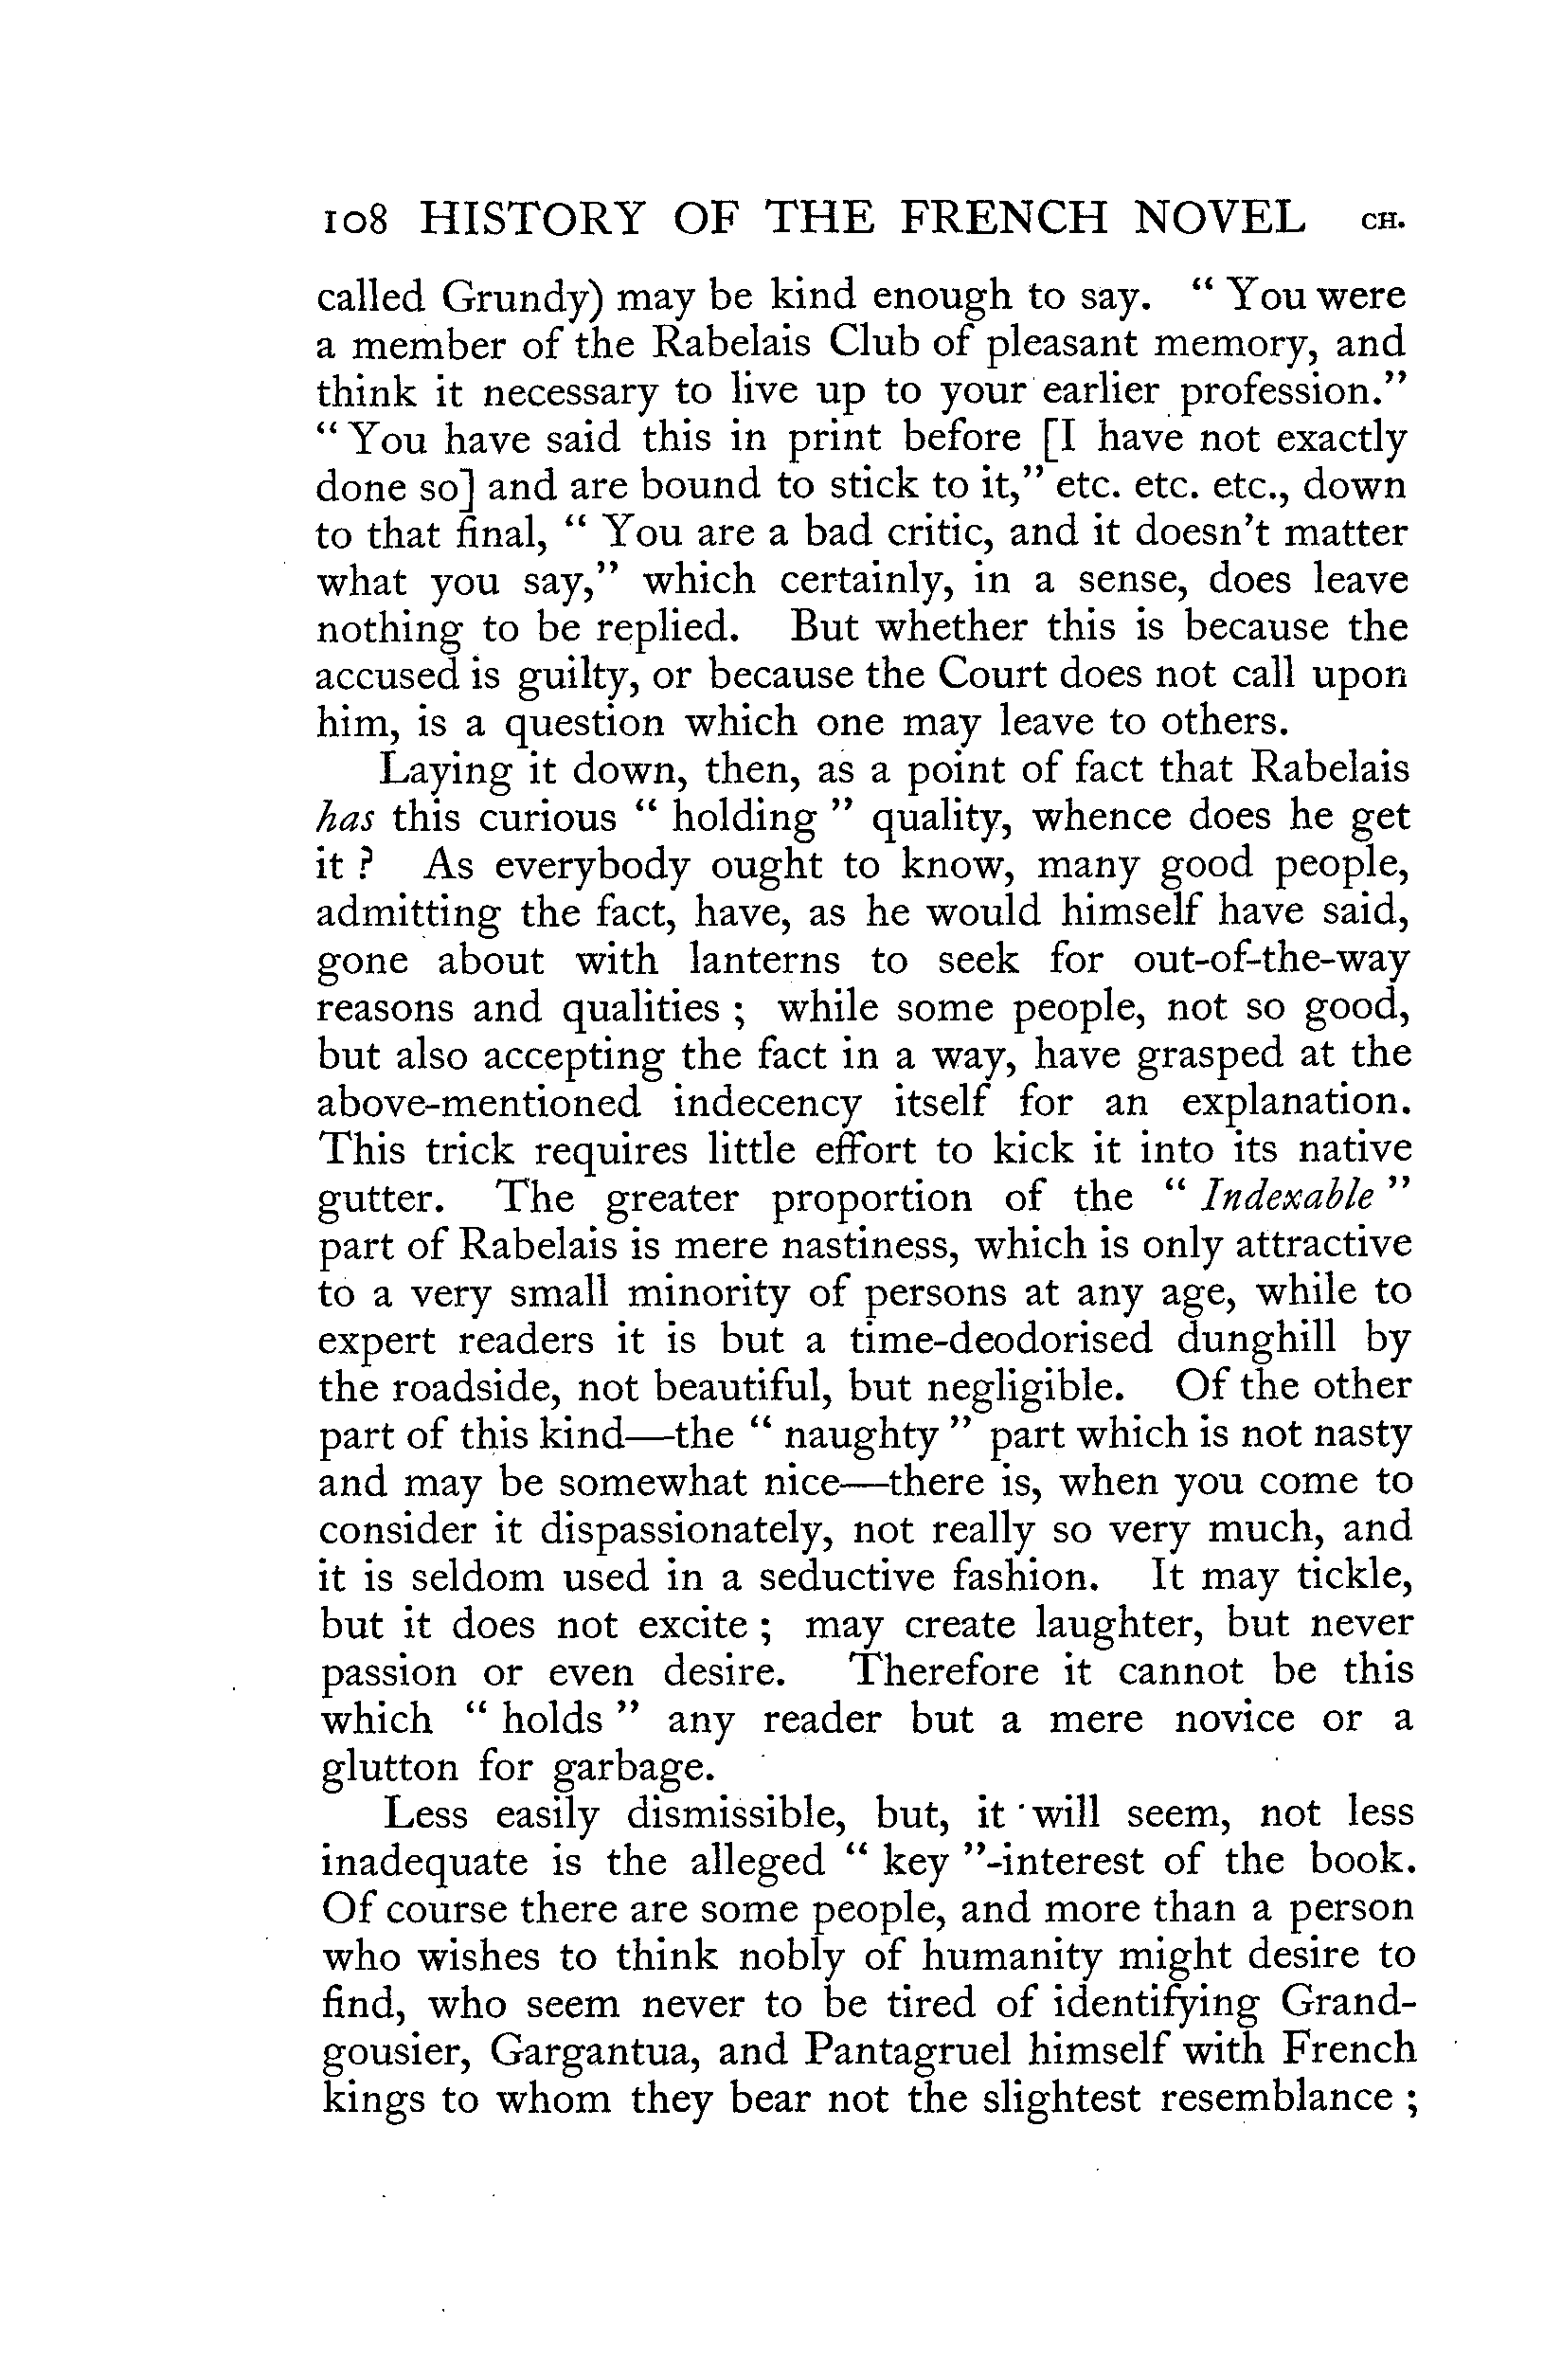 108 HISTORY OF THE FRENCH NOVEL CH.
called Grundy) may be kind enough to say. “ You were
a member of the Rabelais Club of pleasant memory, and
think it necessary to live up to your earlier profession.”
“ You have said this in print before [I have not exactly
done so] and are bound to stick to it,” etc. etc. etc., down
to that final, “ You are a bad critic, and it doesn’t matter
what you say,” which certainly, in a sense, does leave
nothing to be replied. But whether this is because the
accused is guilty, or because the Court does not call upon
him, is a question which one may leave to others.
Laying it down, then, as a point of fact that Rabelais
has this curious “ holding ” quality, whence does he get
it ? As everybody ought to know, many good people,
admitting the fact, have, as he would himself have said,
gone about with lanterns to seek for out-of-the-way
reasons and qualities ; while some people, not so good,
but also accepting the fact in a way, have grasped at the
above-mentioned indecency itself for an explanation.
This trick requires little effort to kick it into its native
gutter. The greater proportion of the “ Indexable ”
part of Rabelais is mere nastiness, which is only attractive
to a very small minority of persons at any age, while to
expert readers it is but a time-deodorised dunghill by
the roadside, not beautiful, but negligible. Of the other
part of this kind—the “ naughty ” part which is not nasty
and may be somewhat nice—there is, when you come to
consider it dispassionately, not really so very much, and
it is seldom used in a seductive fashion. It may tickle,
but it does not excite ; may create laughter, but never
passion or even desire. Therefore it cannot be this
which “ holds ” any reader but a mere novice or a
glutton for garbage.
Less easily dismissible, but, it will seem, not less
inadequate is the alleged “ key ”-interest of the book.
Of course there are some people, and more than a person
who wishes to think nobly of humanity might desire to
find, who seem never to be tired of identifying Grand-
gousier, Gargantua, and Pantagruel himself with French
kings to whom they bear not the slightest resemblance ;